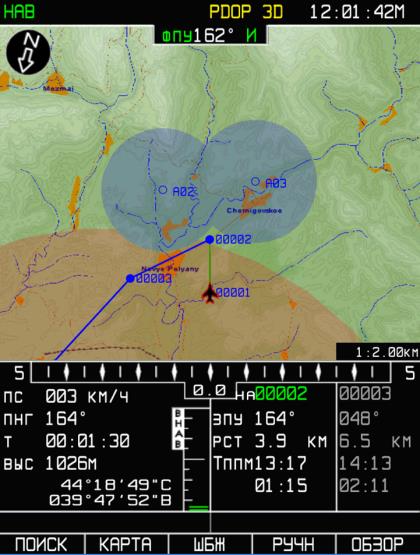 НАВ PDOP 3D 12:01:42М
ФПУ162° И
N
Mezmai
A02
A03
Chernigovskoe
00002
Novye Polyany
00003
00001
1:2.00км
5 0.0 5
ПС 003 КМ/Ч
ПНГ 164°
Т 00:01:30
ВЫС 1026М
44°18'49"С
039°47'52"В
ВНАВ
НА00002 00003
ЗПУ 164° 048°
РСТ 3.9 КМ 6.5 КМ
Тппм13:17 14:13
01:15 02:11
ПОИСК КАРТА ШБЖ РУЧН ОБЗОР